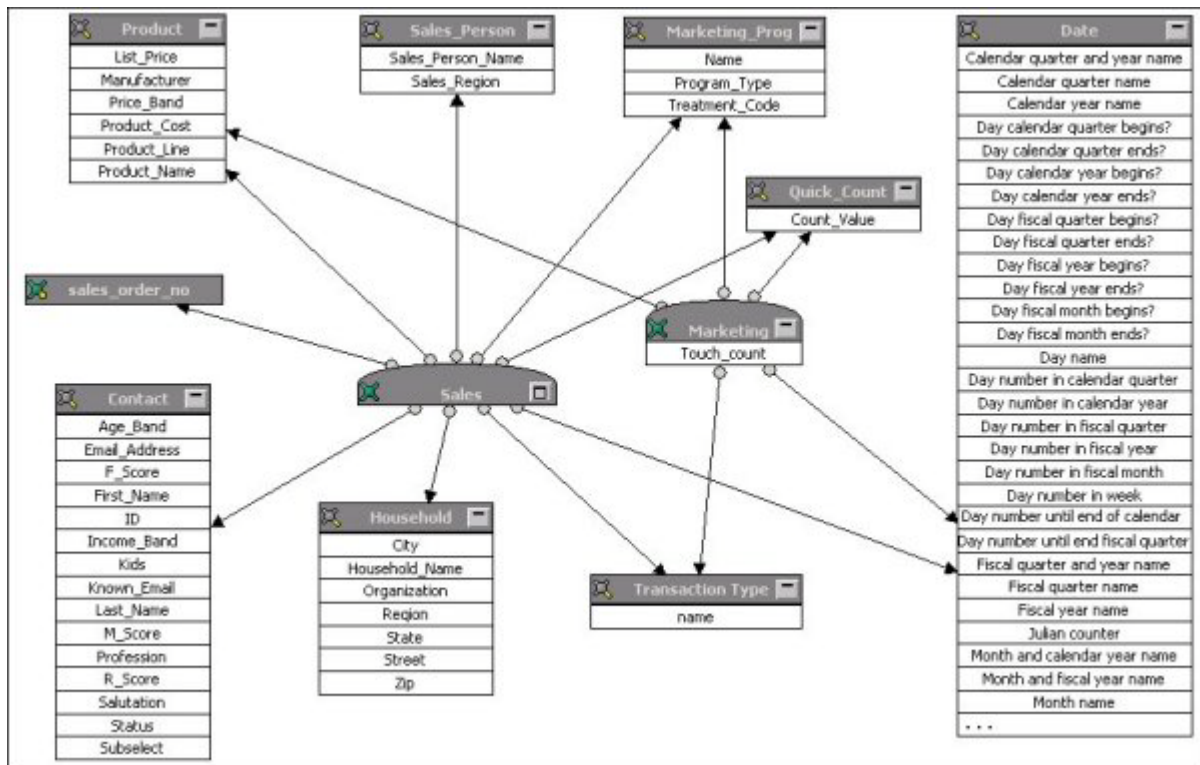 Product
List_Price
Manufacturer
Price_Band
Product_Cost
Product_Line
Product_Name
Sales_Person
Sales_Person_Name
Sales_Region
Marketing_Prog
Name
Program_Type
Treatment_Code
Quick_Count
Count_Value
sales_order_no
Marketing
Touch_count
Sales
Contact
Age_Band
Email_Address
F_Score
First_Name
ID
Income_Band
Kids
Known_Email
Last_Name
M_Score
Profession
R_Score
Salutation
Status
Subselect
Household
City
Household_Name
Organization
Region
State
Street
Zip
Transaction Type
name
Date
Calendar quarter and year name
Calendar quarter name
Calendar year name
Day calendar quarter begins?
Day calendar quarter ends?
Day calendar year begins?
Day calendar year ends?
Day fiscal quarter begins?
Day fiscal quarter ends?
Day fiscal year begins?
Day fiscal year ends?
Day fiscal month begins?
Day fiscal month ends?
Day name
Day number in calendar quarter
Day number in calendar year
Day number in fiscal quarter
Day number in fiscal year
Day number in fiscal month
Day number in week
Day number until end of calendar
Day number until end fiscal quarter
Fiscal quarter and year name
Fiscal quarter name
Fiscal year name
Julian counter
Month and calendar year name
Month and fiscal year name
Month name
. . .